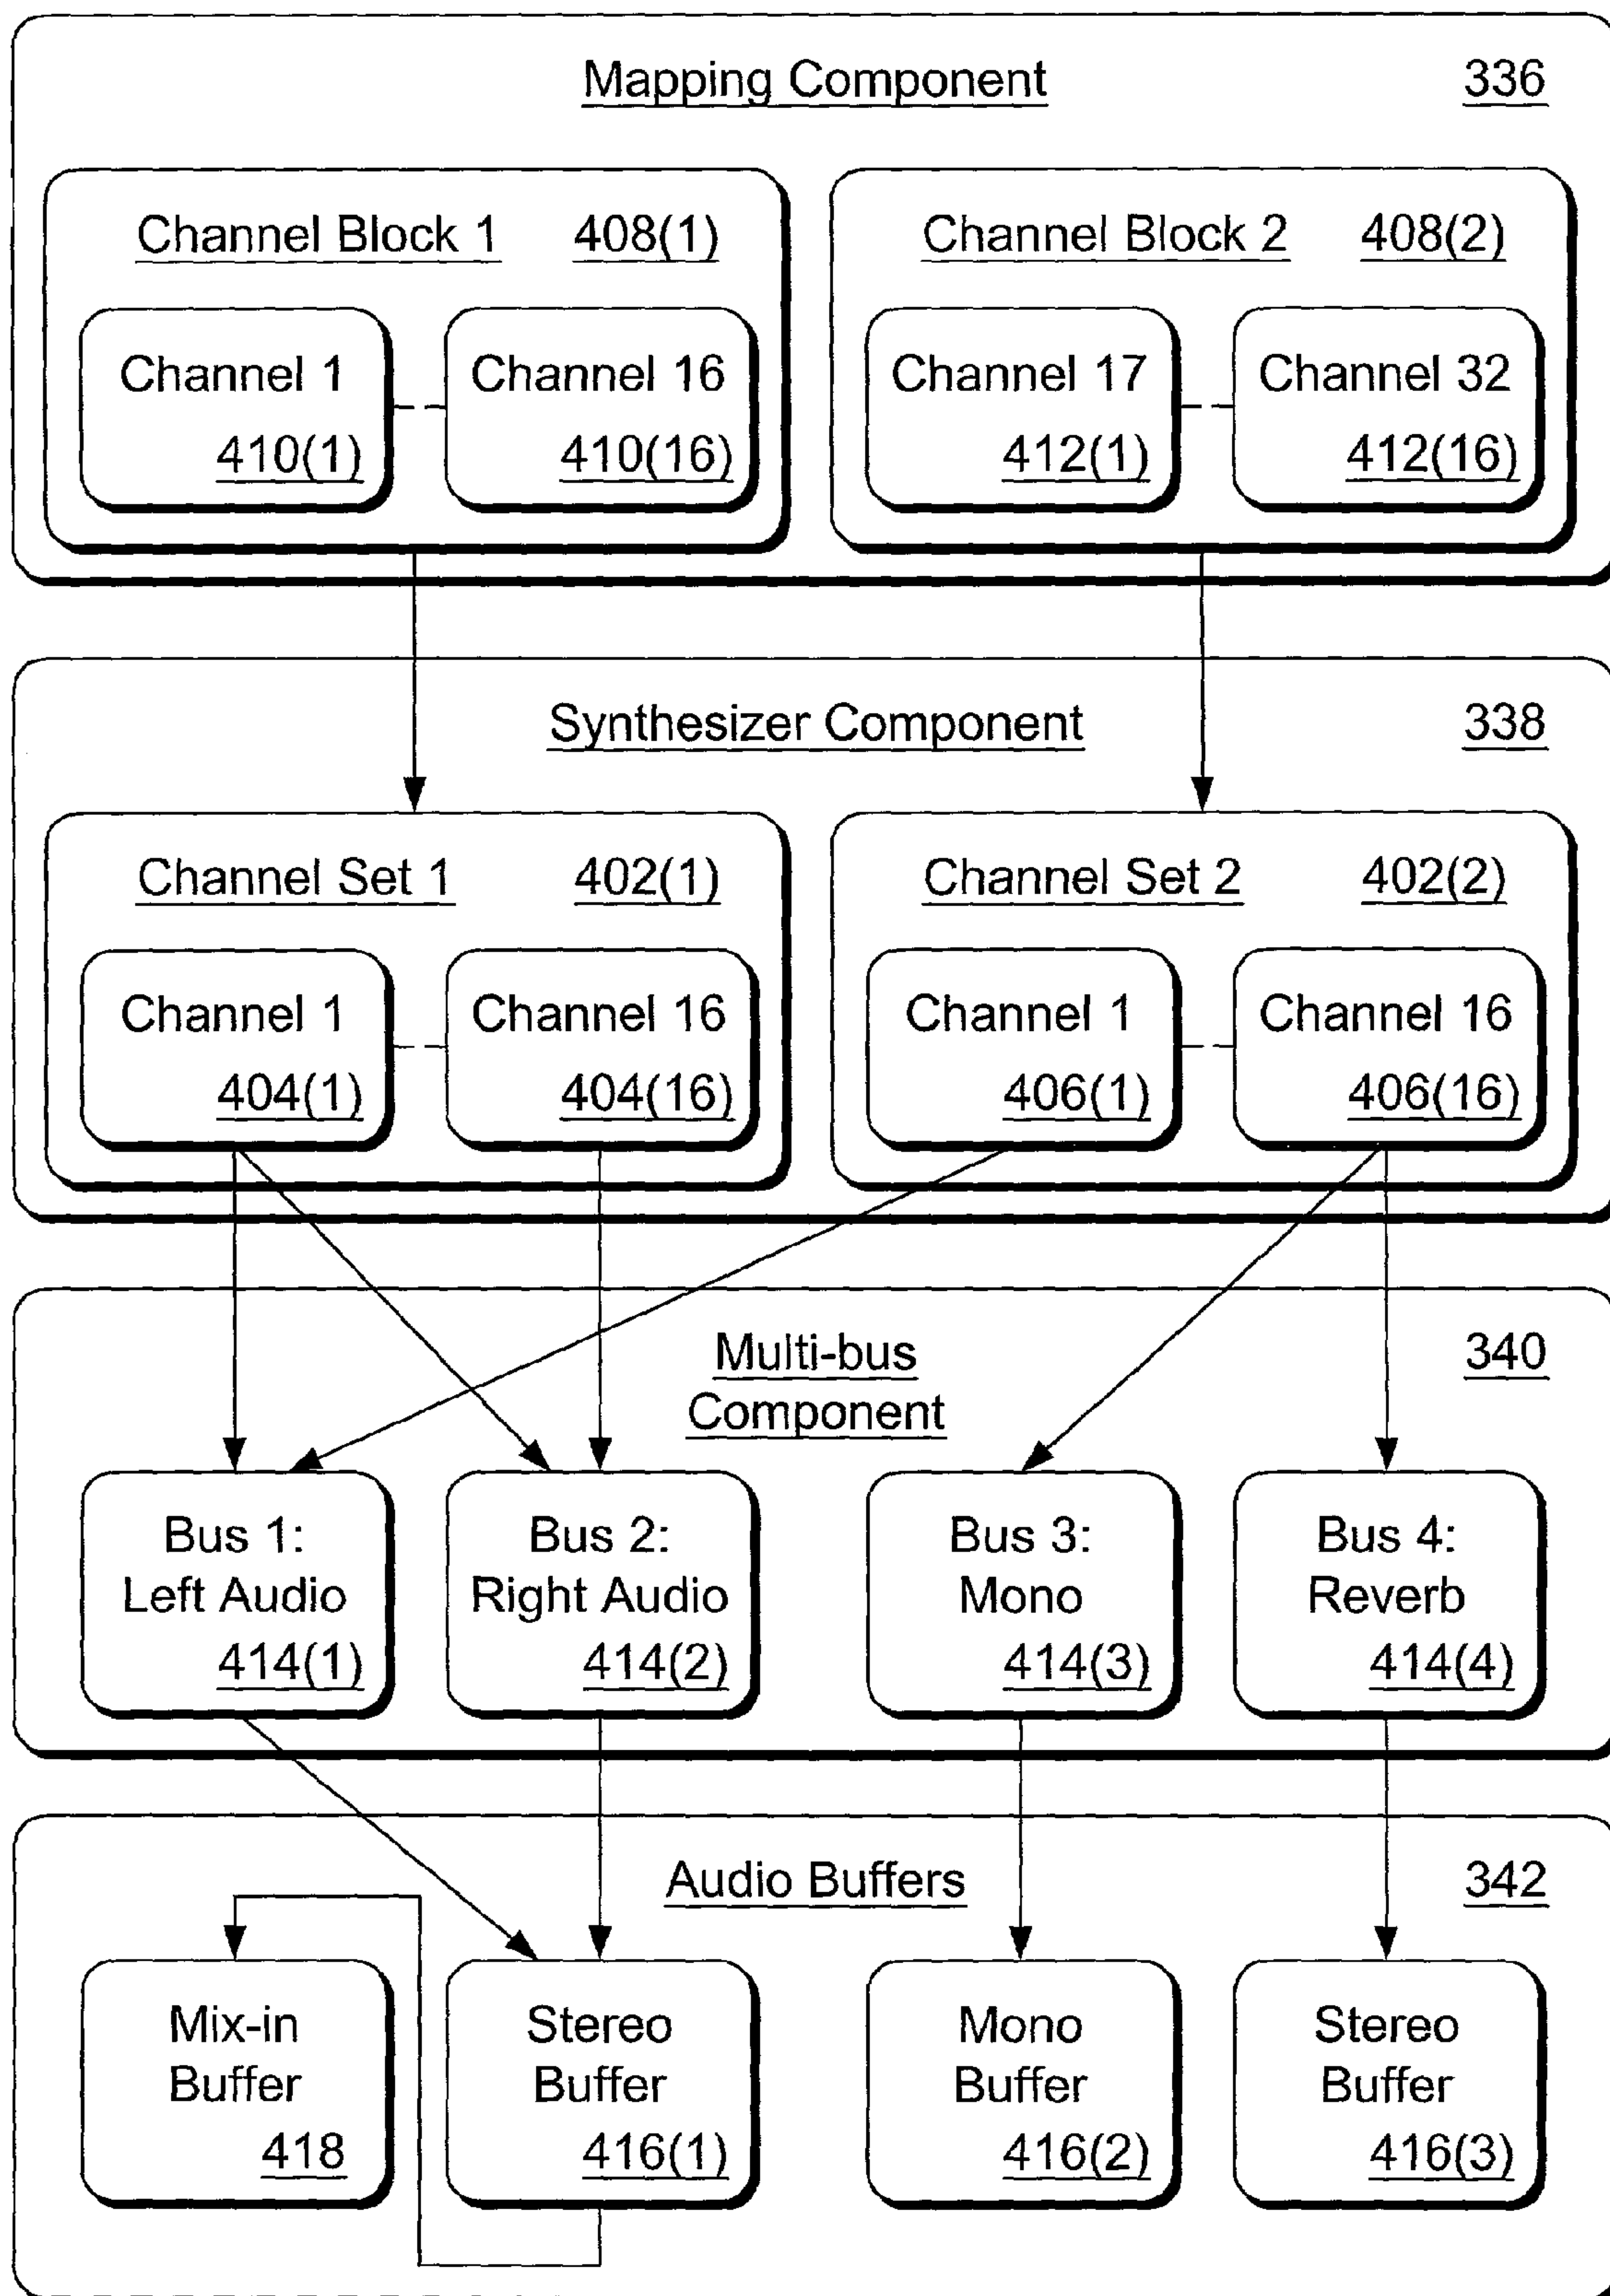 Mapping Component 336
Channel Block 1 408(1) Channel Block 2 408(2)
Channel 1 Channel 16 Channel 17 Channel 32
410(1) 410(16) 412(1) 412(16)
Synthesizer Component 338
Channel Set 1 402(1) Channel Set 2 402(2)
Channel 1 Channel 16 Channel 1 Channel 16
404(1) 404(16) 406(1) 406(16)
Multi-bus 340
Component
Bus 1: Bus 2: Bus 3: Bus 4:
Left Audio Right Audio Mono Reverb
414(1) 414(2) 414(3) 414(4)
Audio Buffers 342
Mix-in Stereo Mono Stereo
Buffer Buffer Buffer Buffer
418 416(1) 416(2) 416(3)